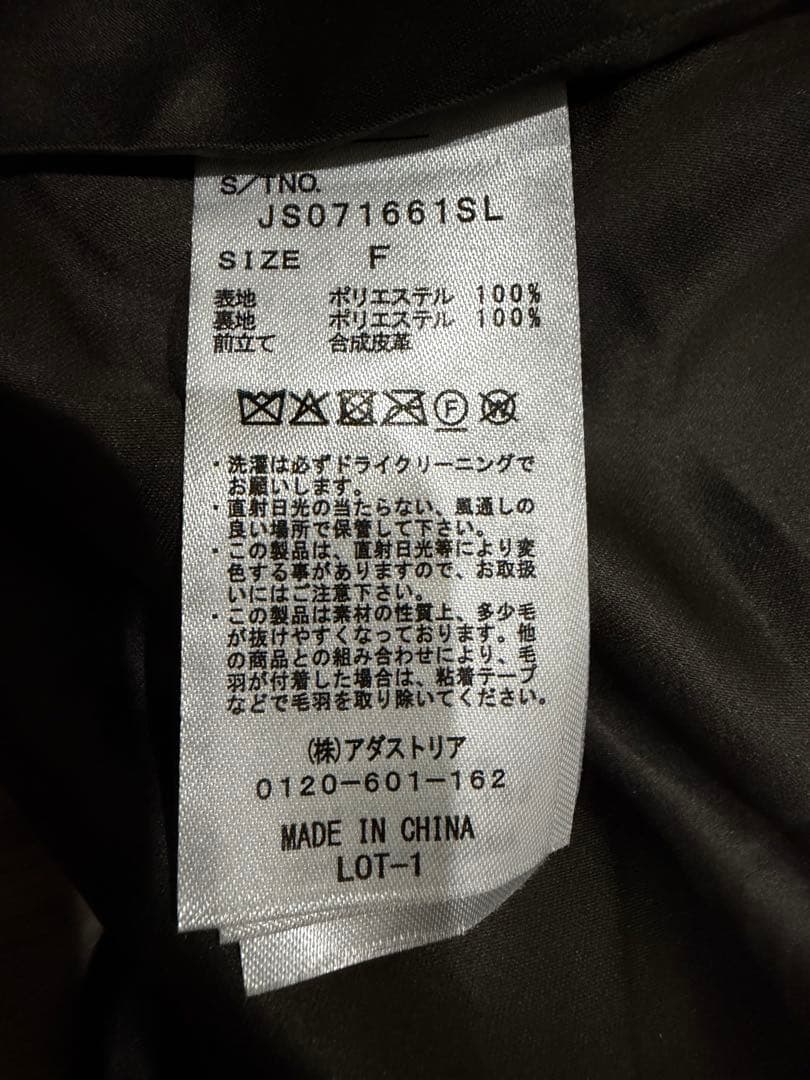 S/TNO.
JS071661SL
SIZE F
表地 ポリエステル 100%
裏地 ポリエステル 100%
前立て 合成皮革
F W
・洗濯は必ずドライクリーニングで
お願いします。
・直射日光の当たらない、風通しの
良い場所で保管して下さい。
・この製品は、直射日光等により変
色する事がありますので、お取扱
いにはご注意下さい。
・この製品は素材の性質上、多少毛
が抜けやすくなっております。他
の商品との組み合わせにより、毛
羽が付着した場合は、粘着テープ
などで毛羽を取り除いてください。
(株)アダストリア
0120-601-162
MADE IN CHINA
LOT-1